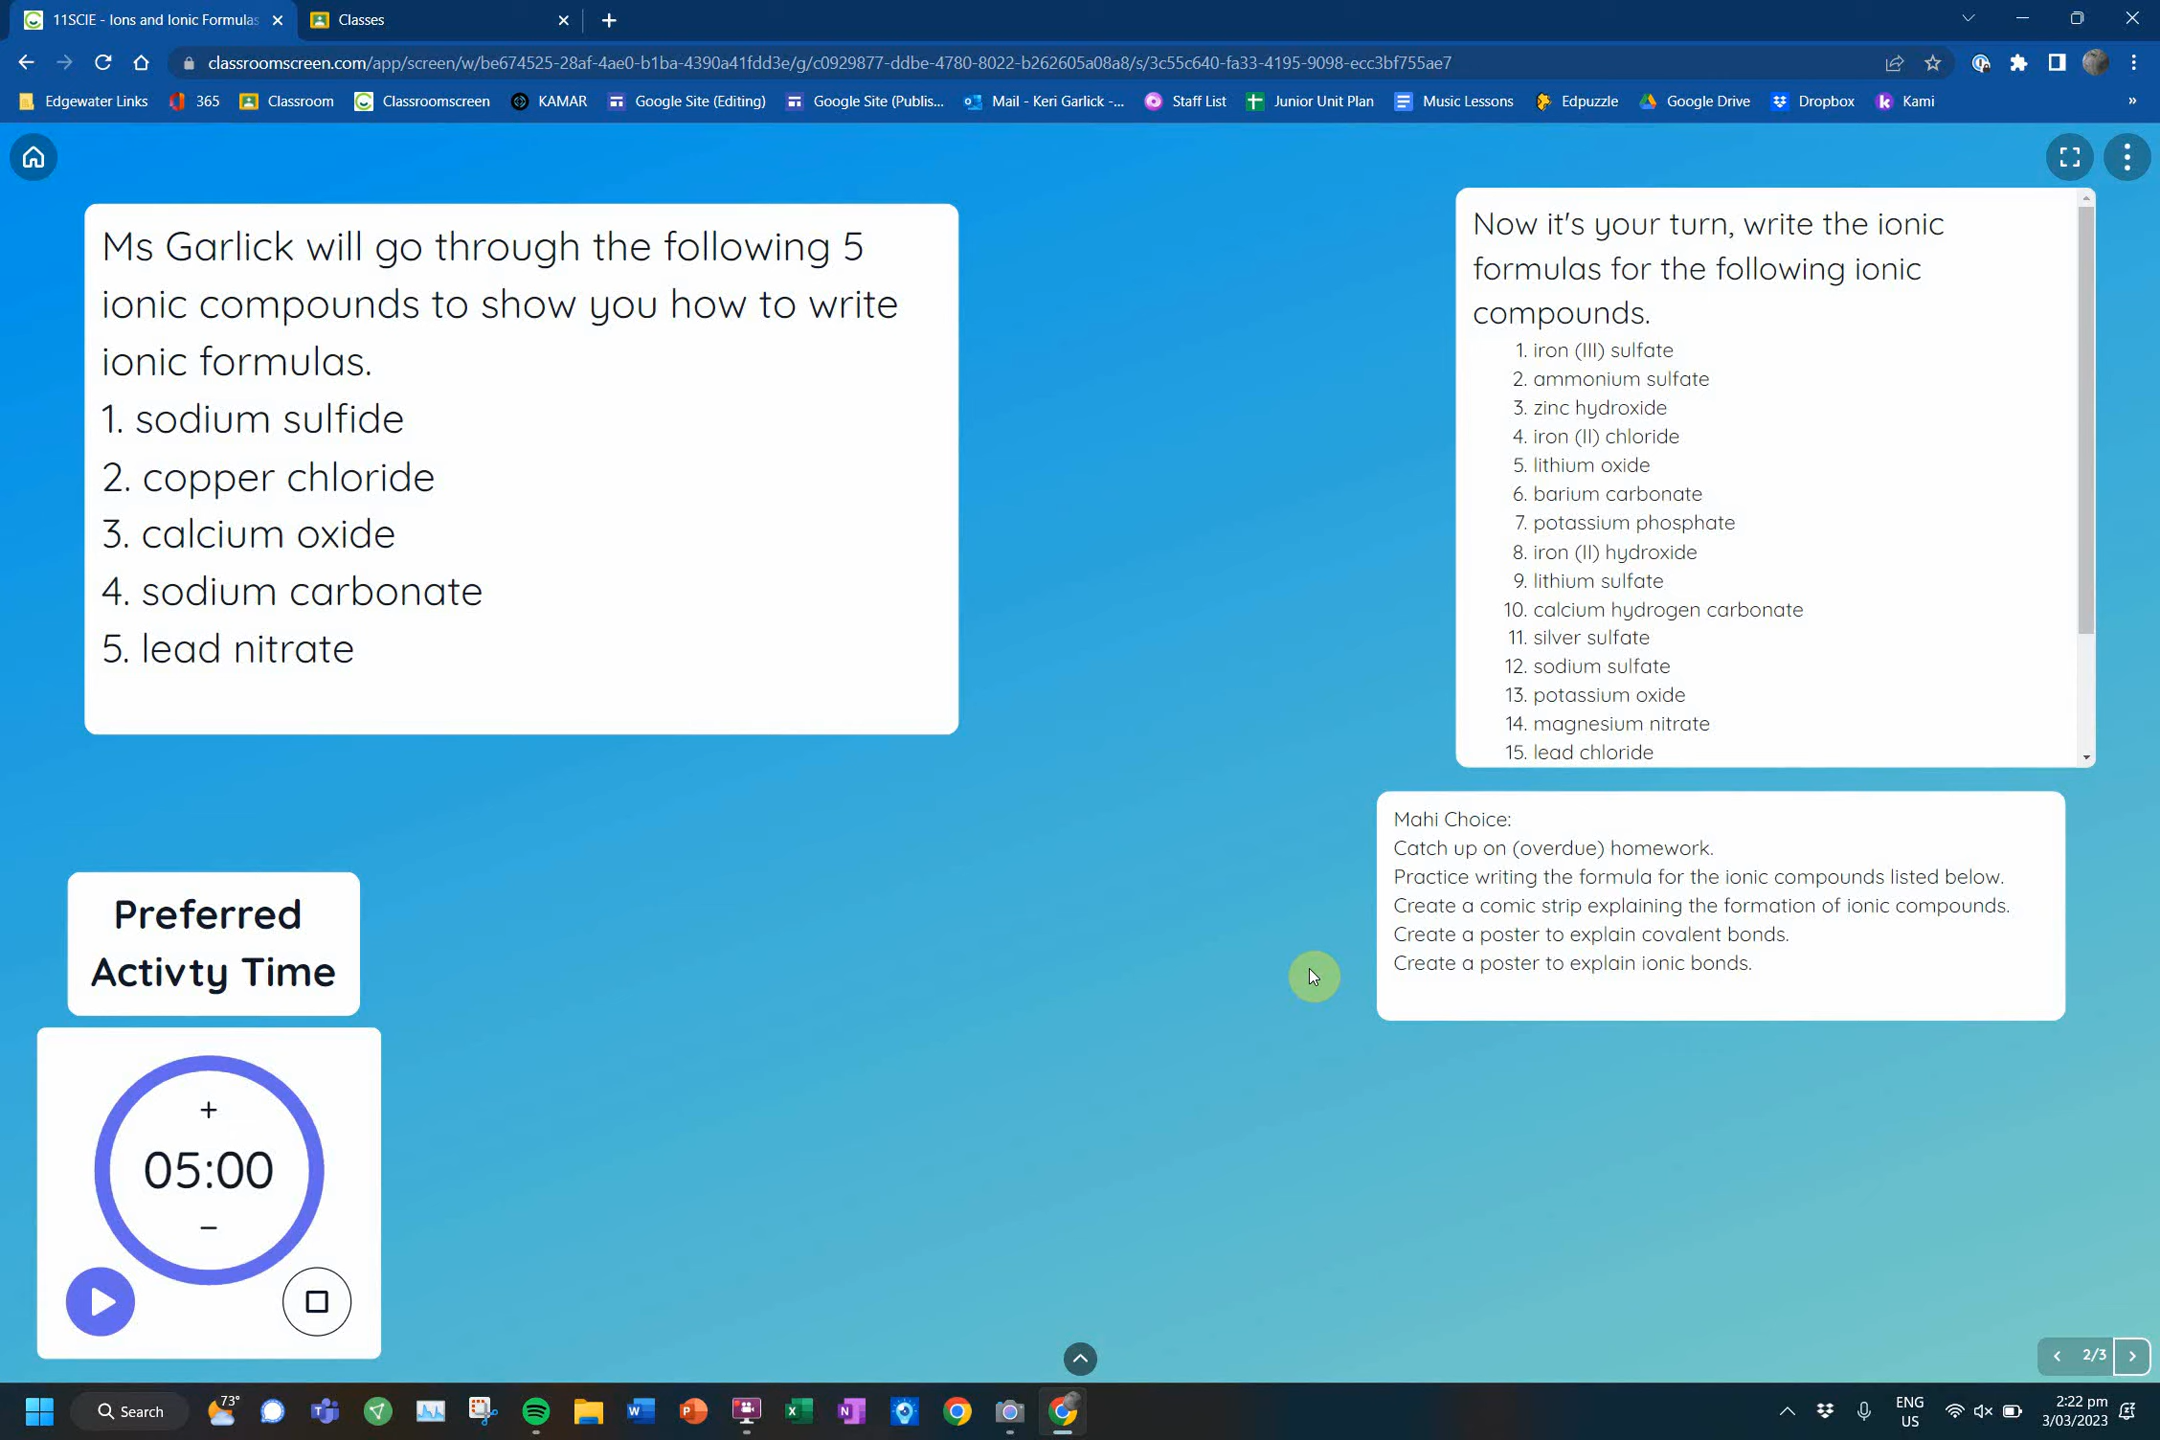 11SCIE - Ions and Ionic Formulas
Classes
classroomscreen.com/app/screen/w/be674525-28af-4ae0-b1ba-4390a41fdd3e/g/c0929877-ddbe-4780-8022-b262605a08a8/s/3c55c640-fa33-4195-9098-ecc3bf755ae7
Edgewater Links
365
Classroom
Classroomscreen
KAMAR
Google Site (Editing)
Google Site (Publis...
Mail - Keri Garlick -...
Staff List
Junior Unit Plan
Music Lessons
Edpuzzle
Google Drive
Dropbox
Kami
»
Ms Garlick will go through the following 5
ionic compounds to show you how to write
ionic formulas.
1. sodium sulfide
2. copper chloride
3. calcium oxide
4. sodium carbonate
5. lead nitrate
Now it's your turn, write the ionic
formulas for the following ionic
compounds.
1. iron (III) sulfate
2. ammonium sulfate
3. zinc hydroxide
4. iron (II) chloride
5. lithium oxide
6. barium carbonate
7. potassium phosphate
8. iron (II) hydroxide
9. lithium sulfate
10. calcium hydrogen carbonate
11. silver sulfate
12. sodium sulfate
13. potassium oxide
14. magnesium nitrate
15. lead chloride
Mahi Choice:
Catch up on (overdue) homework.
Practice writing the formula for the ionic compounds listed below.
Create a comic strip explaining the formation of ionic compounds.
Create a poster to explain covalent bonds.
Create a poster to explain ionic bonds.
Preferred
Activty Time
+
05:00
−
2/3
Search
73°
ENG
US
2:22 pm
3/03/2023